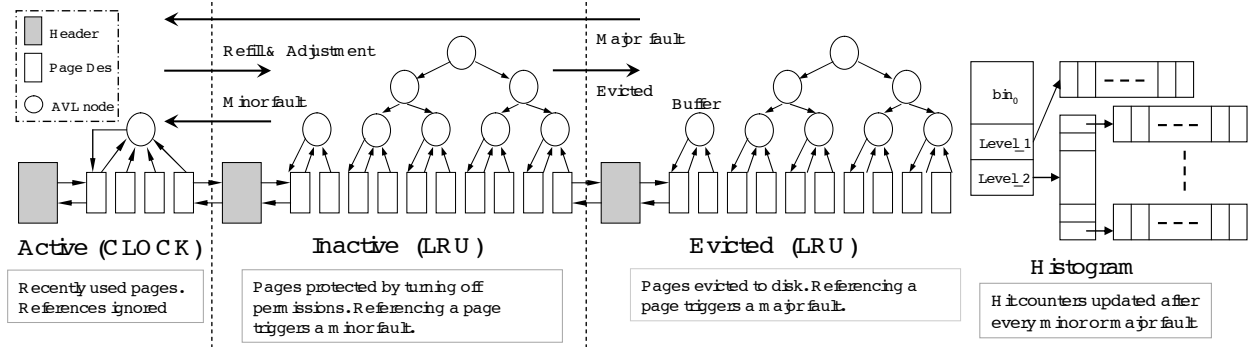 Header
Page Des
AVL node
Refill & Adjustment
Minor fault
Major fault
Evicted
Buffer
bin0
Level_1
Level_2
Active (CLOCK)
Inactive (LRU)
Evicted (LRU)
Histogram
Recently used pages.
References ignored
Pages protected by turning off
permissions. Referencing a page
triggers a minor fault.
Pages evicted to disk. Referencing a
page triggers a major fault.
Hit counters updated after
every minor or major fault